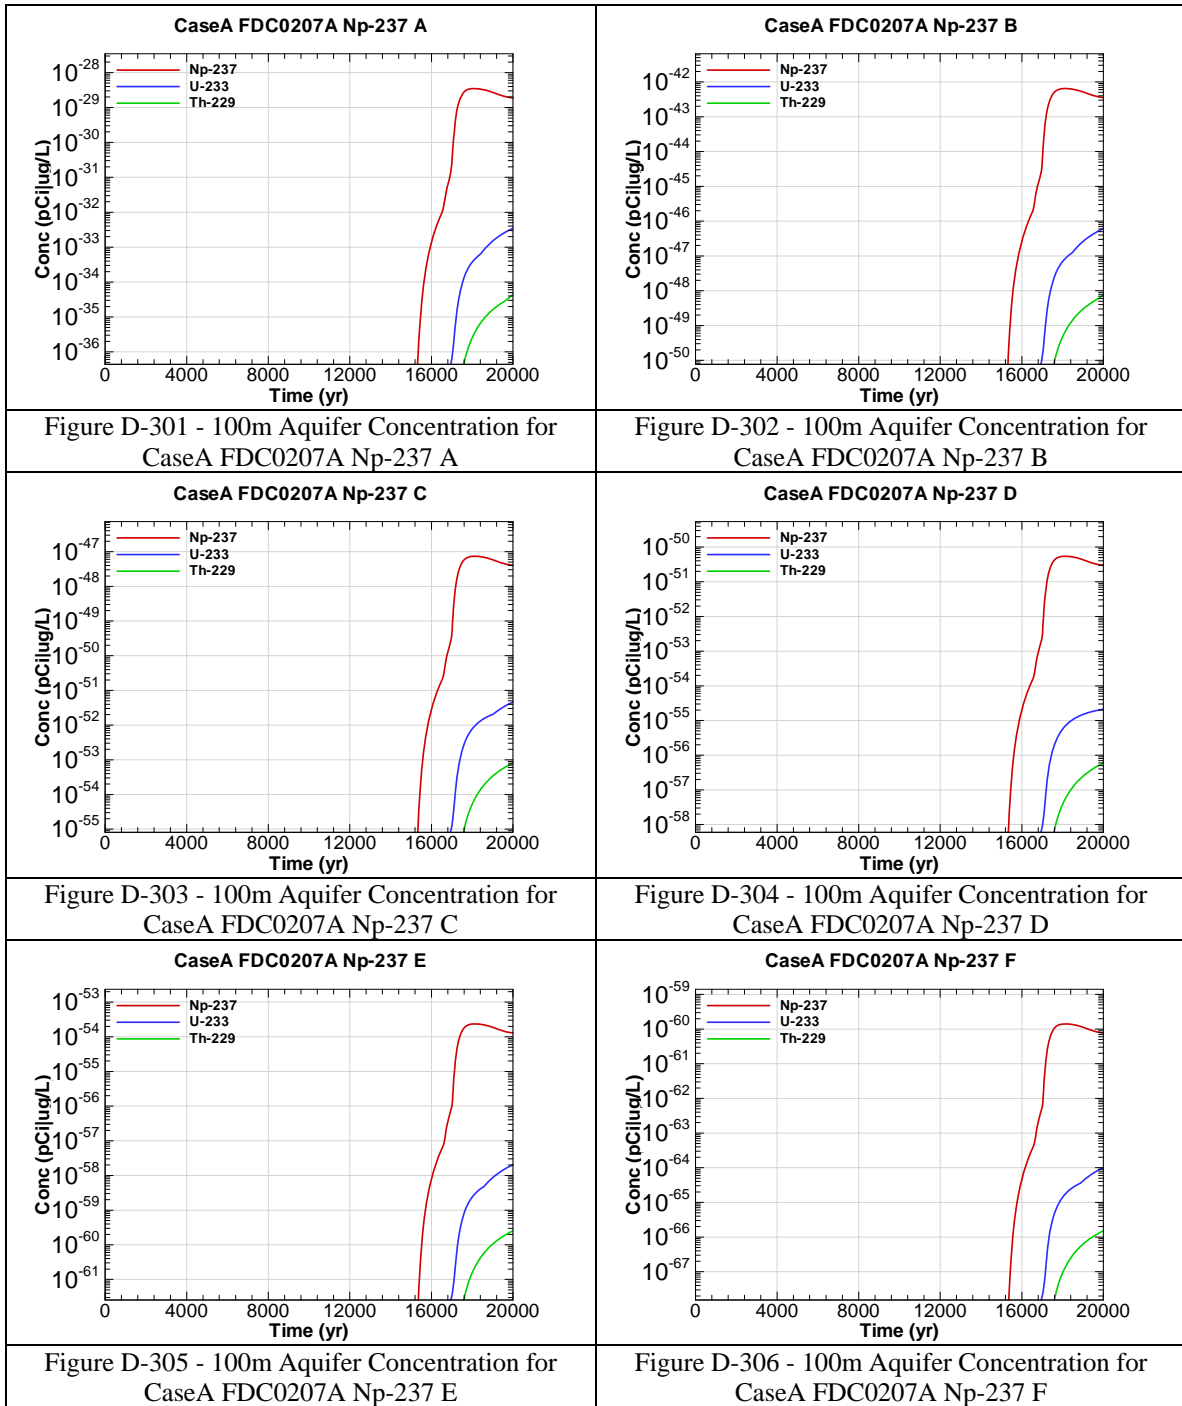 CaseA FDC0207A Np-237 A
Np-237
U-233
Th-229
Conc (pCi|ug/L)
10-28
10-29
10-30
10-31
10-32
10-33
10-34
10-35
10-36
0 4000 8000 12000 16000 20000
Time (yr)
Figure D-301 - 100m Aquifer Concentration for
CaseA FDC0207A Np-237 A
CaseA FDC0207A Np-237 B
Np-237
U-233
Th-229
Conc (pCi|ug/L)
10-42
10-43
10-44
10-45
10-46
10-47
10-48
10-49
10-50
0 4000 8000 12000 16000 20000
Time (yr)
Figure D-302 - 100m Aquifer Concentration for
CaseA FDC0207A Np-237 B
CaseA FDC0207A Np-237 C
Np-237
U-233
Th-229
Conc (pCi|ug/L)
10-47
10-48
10-49
10-50
10-51
10-52
10-53
10-54
10-55
0 4000 8000 12000 16000 20000
Time (yr)
Figure D-303 - 100m Aquifer Concentration for
CaseA FDC0207A Np-237 C
CaseA FDC0207A Np-237 D
Np-237
U-233
Th-229
Conc (pCi|ug/L)
10-50
10-51
10-52
10-53
10-54
10-55
10-56
10-57
10-58
0 4000 8000 12000 16000 20000
Time (yr)
Figure D-304 - 100m Aquifer Concentration for
CaseA FDC0207A Np-237 D
CaseA FDC0207A Np-237 E
Np-237
U-233
Th-229
Conc (pCi|ug/L)
10-53
10-54
10-55
10-56
10-57
10-58
10-59
10-60
10-61
0 4000 8000 12000 16000 20000
Time (yr)
Figure D-305 - 100m Aquifer Concentration for
CaseA FDC0207A Np-237 E
CaseA FDC0207A Np-237 F
Np-237
U-233
Th-229
Conc (pCi|ug/L)
10-59
10-60
10-61
10-62
10-63
10-64
10-65
10-66
10-67
0 4000 8000 12000 16000 20000
Time (yr)
Figure D-306 - 100m Aquifer Concentration for
CaseA FDC0207A Np-237 F